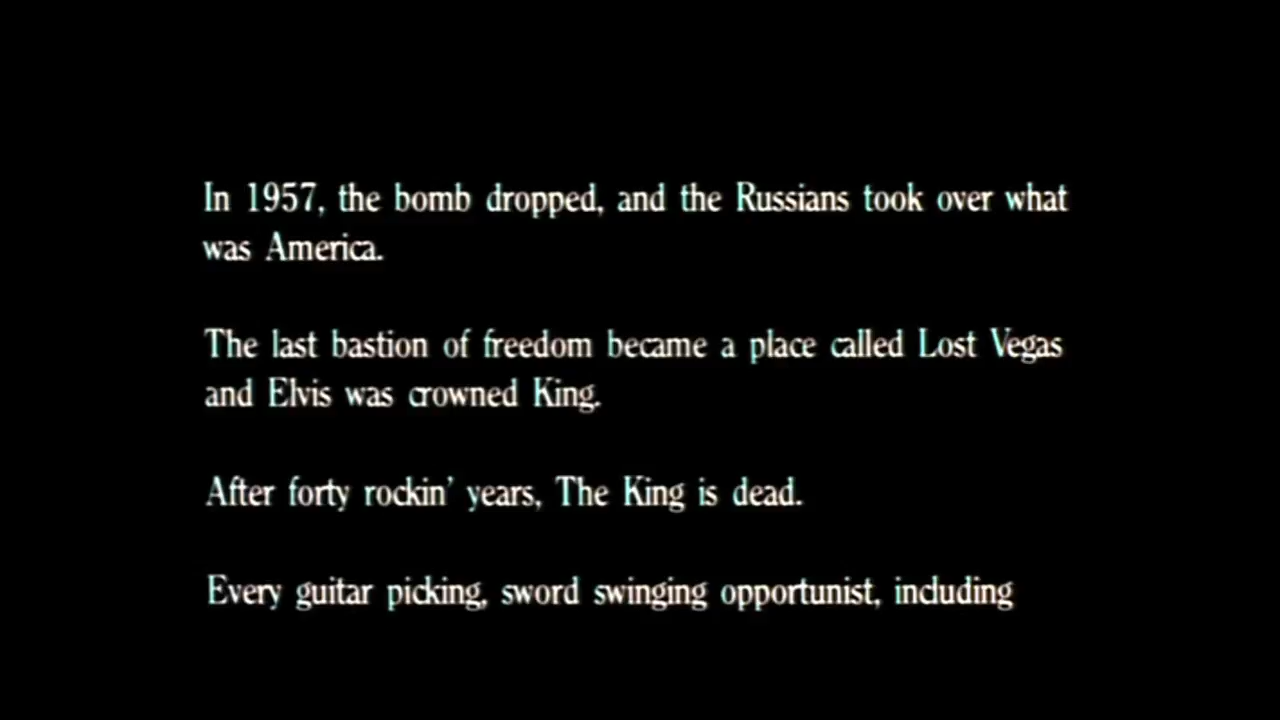 In 1957, the bomb dropped, and the Russians took over what
was America.
The last bastion of freedom became a place called Lost Vegas
and Elvis was crowned King.
After forty rockin' years, The King is dead.
Every guitar picking, sword swinging opportunist, including